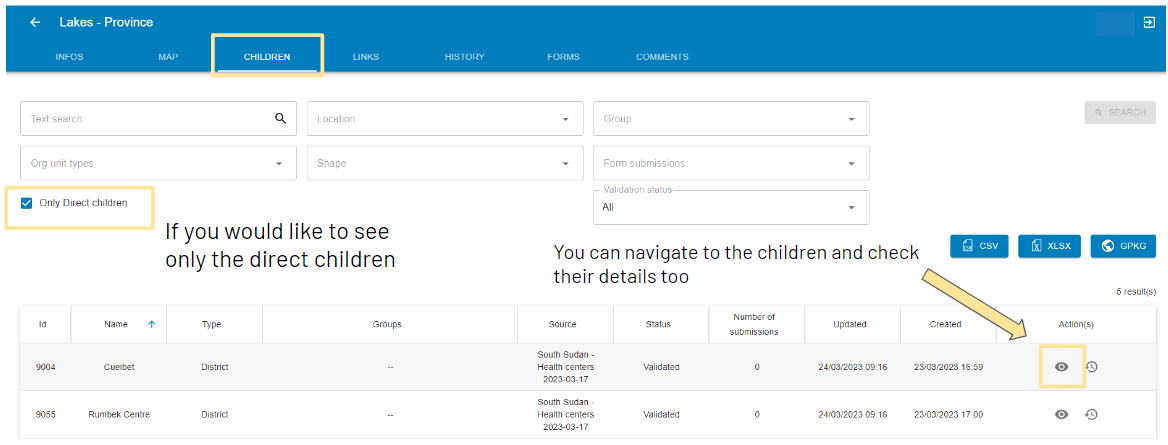 Lakes - Province
INFOS MAP CHILDREN LINKS HISTORY FORMS COMMENTS
Text search Location Group SEARCH
Org unit types Shape Form submissions
Only Direct children
Validation status
All
If you would like to see
only the direct children
You can navigate to the children and check
their details too
CSV XLSX GPKG
5 result(s)
Id Name Type Groups Source Status Number of submissions Updated Created Action(s)
9004 Cueibet District -- South Sudan - Health centers 2023-03-17 Validated 0 24/03/2023 09:16 23/03/2023 16:59
9055 Rumbek Centre District -- South Sudan - Health centers 2023-03-17 Validated 0 24/03/2023 09:16 23/03/2023 17:00